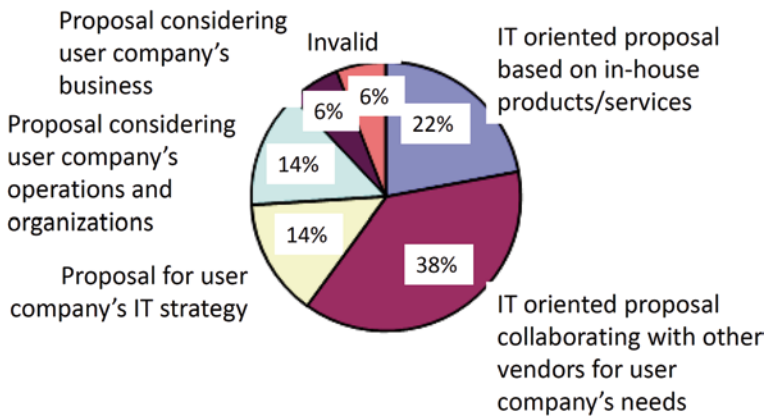 Proposal considering
user company's
business
Invalid
IT oriented proposal
based on in-house
products/services
6%
6%
22%
Proposal considering
user company's
operations and
organizations
14%
14%
38%
Proposal for user
company's IT strategy
IT oriented proposal
collaborating with other
vendors for user
company's needs